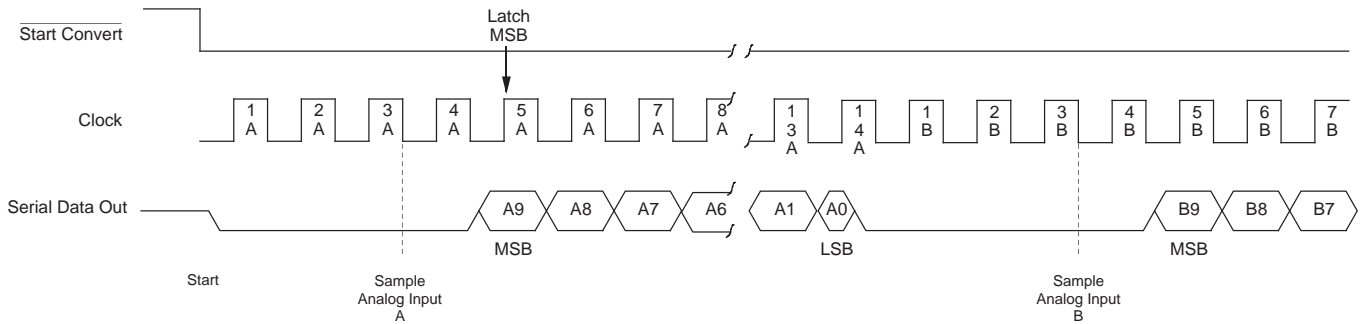 Start Convert
Latch
MSB
Clock
1
A
2
A
3
A
4
A
5
A
6
A
7
A
8
A
1
3
A
1
4
A
1
B
2
B
3
B
4
B
5
B
6
B
7
B
Serial Data Out
A9
A8
A7
A6
A1
A0
B9
B8
B7
MSB
LSB
MSB
Start
Sample
Analog Input
A
Sample
Analog Input
B